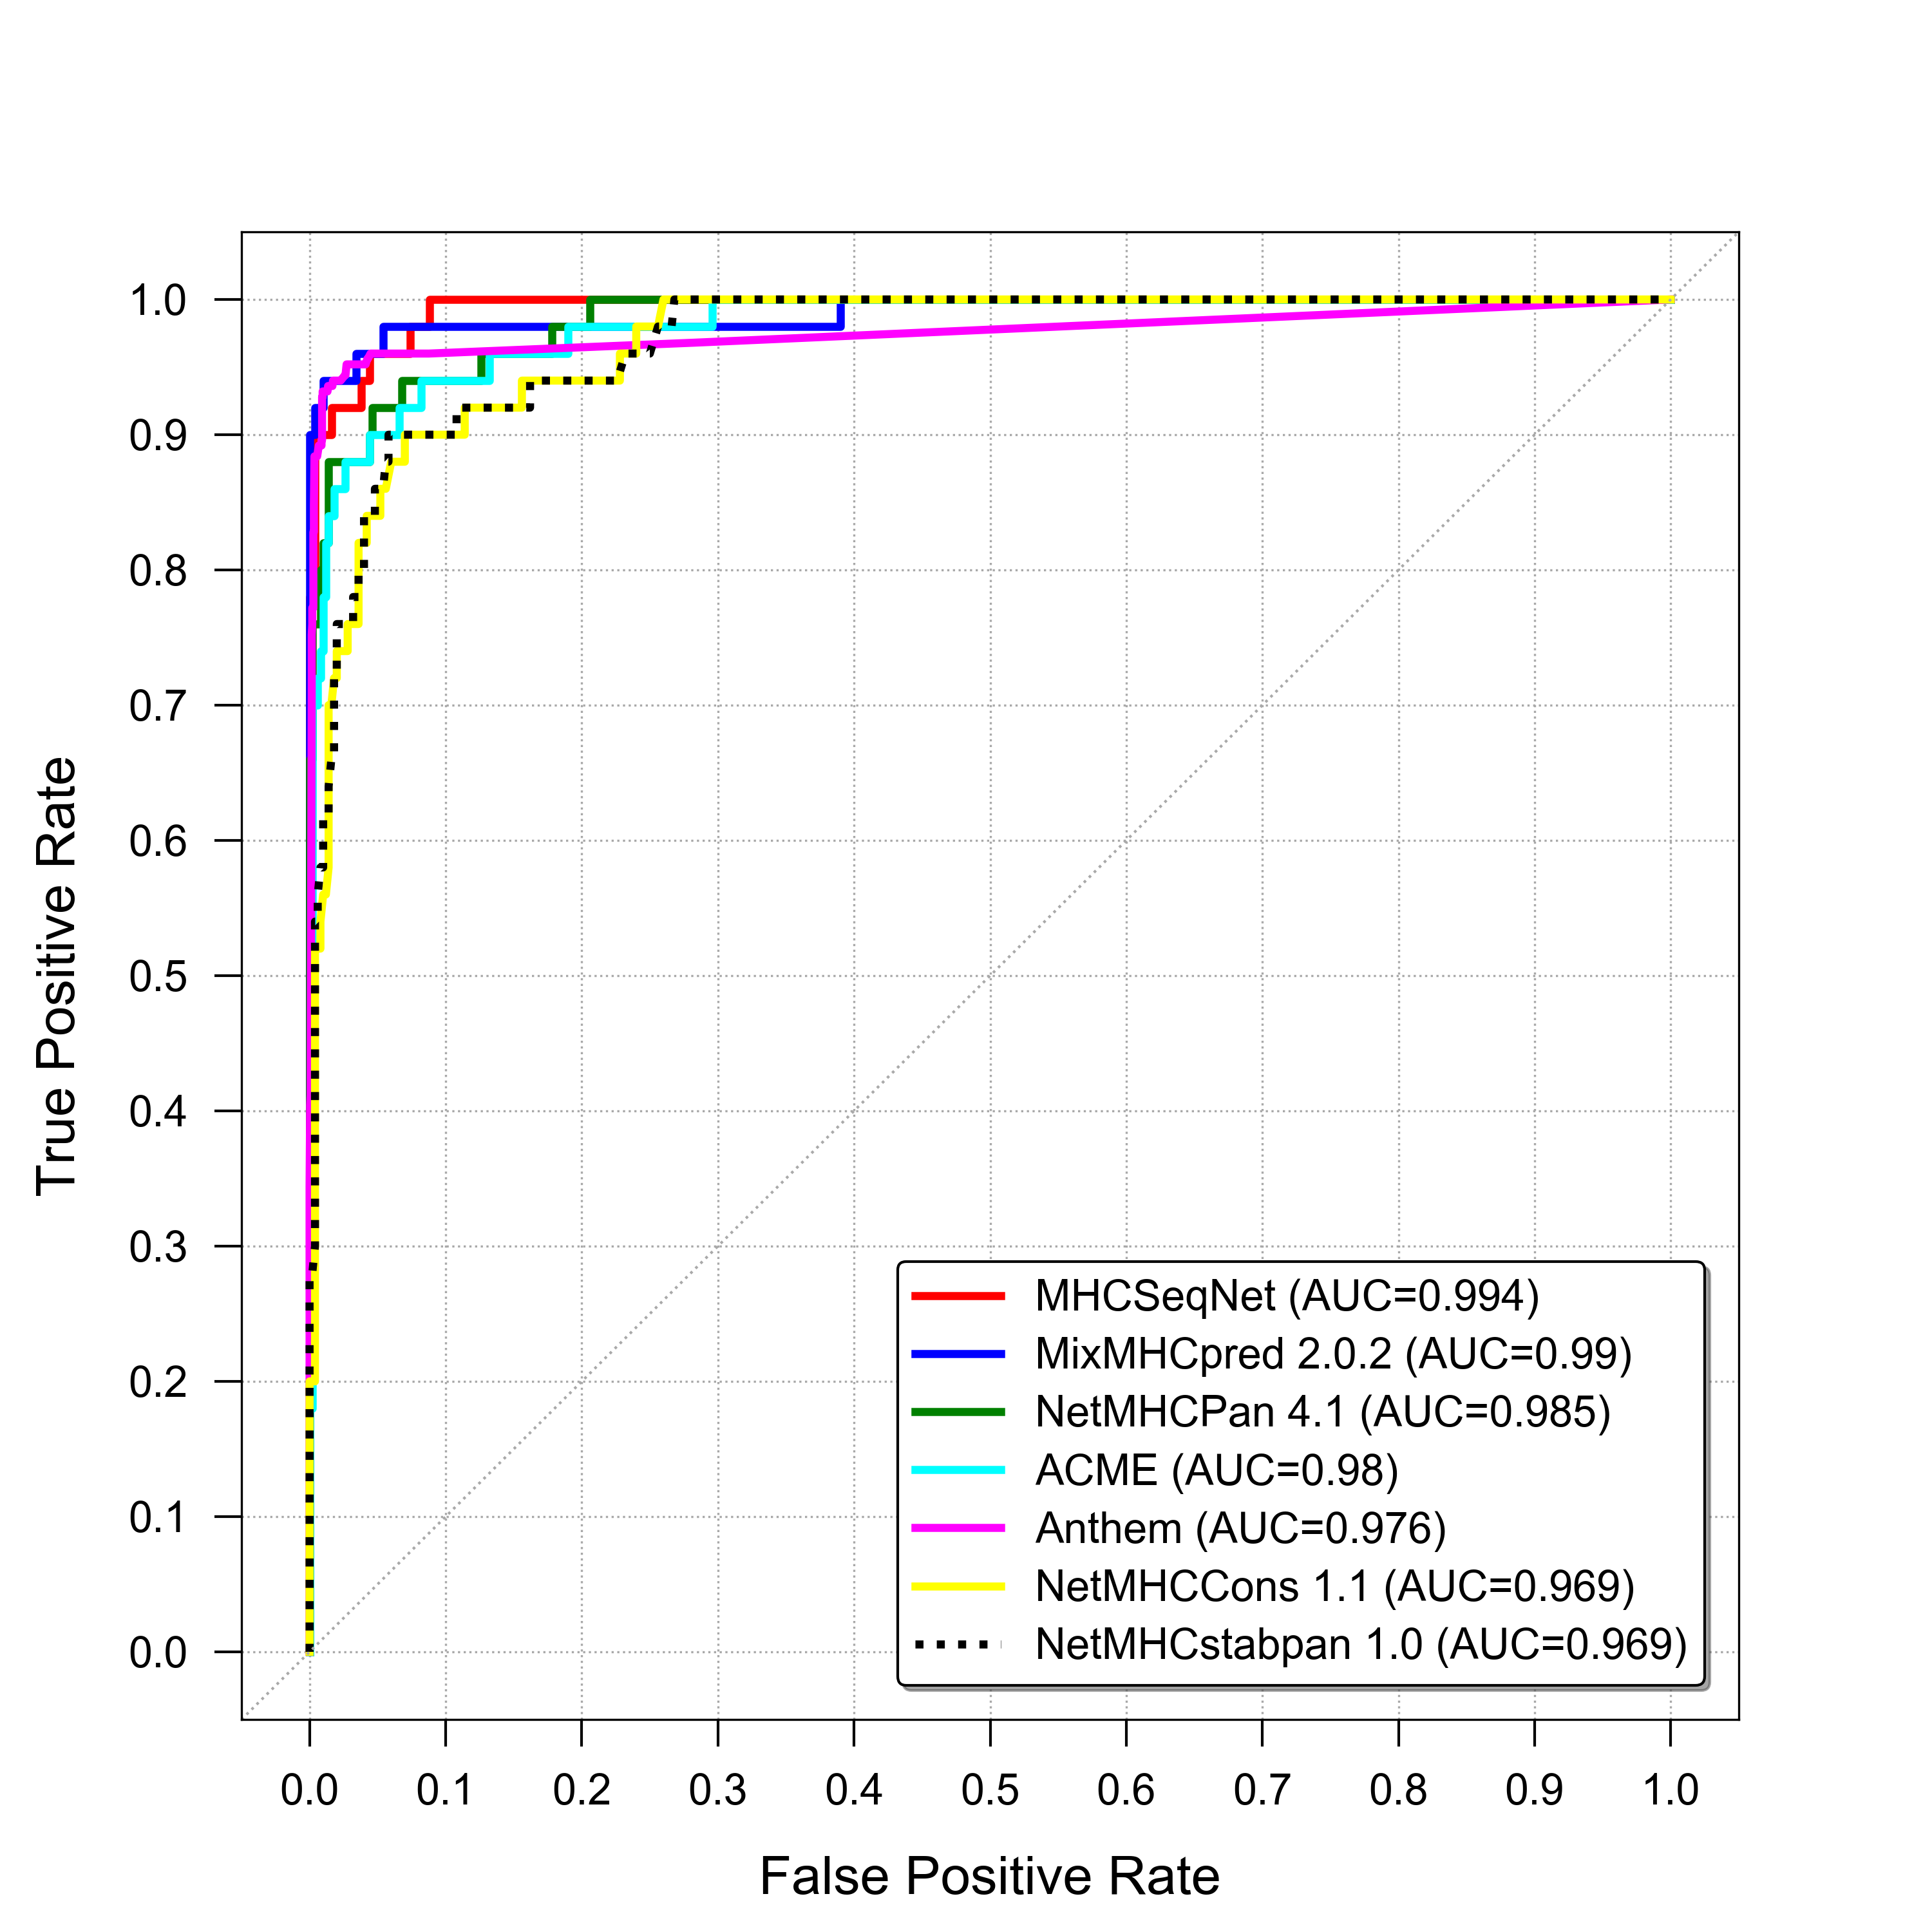 1.0
0.9
0.8
0.7
0.6
0.5
0.4
0.3
0.2
0.1
0.0
True Positive Rate
MHCSeqNet (AUC=0.994)
MixMHCpred 2.0.2 (AUC=0.99)
NetMHCPan 4.1 (AUC=0.985)
ACME (AUC=0.98)
Anthem (AUC=0.976)
NetMHCCons 1.1 (AUC=0.969)
NetMHCstabpan 1.0 (AUC=0.969)
0.0 0.1 0.2 0.3 0.4 0.5 0.6 0.7 0.8 0.9 1.0
False Positive Rate